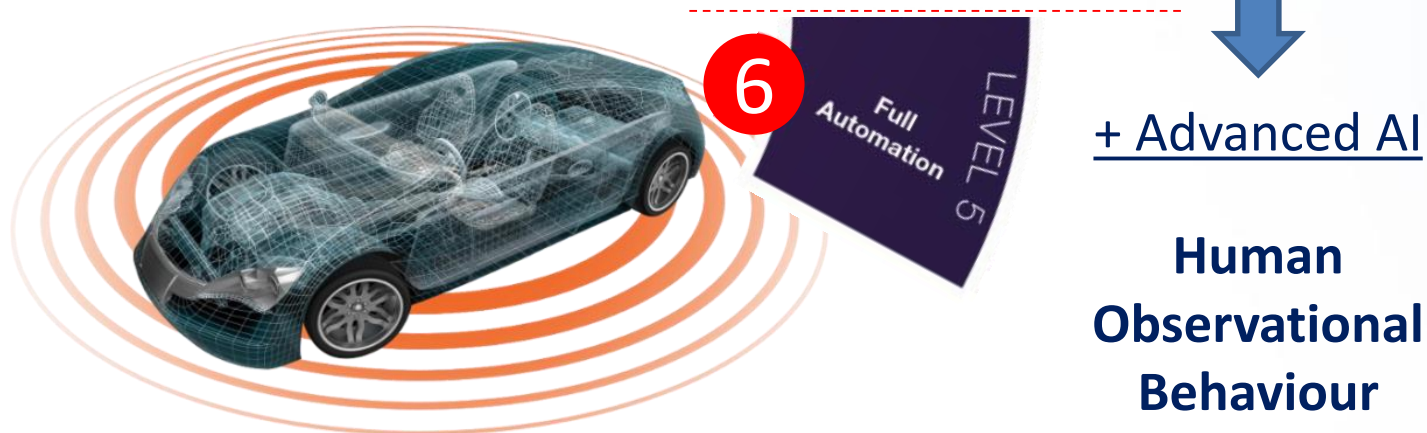 6
Full
Automation
LEVEL 5
+ Advanced AI
Human
Observational
Behaviour